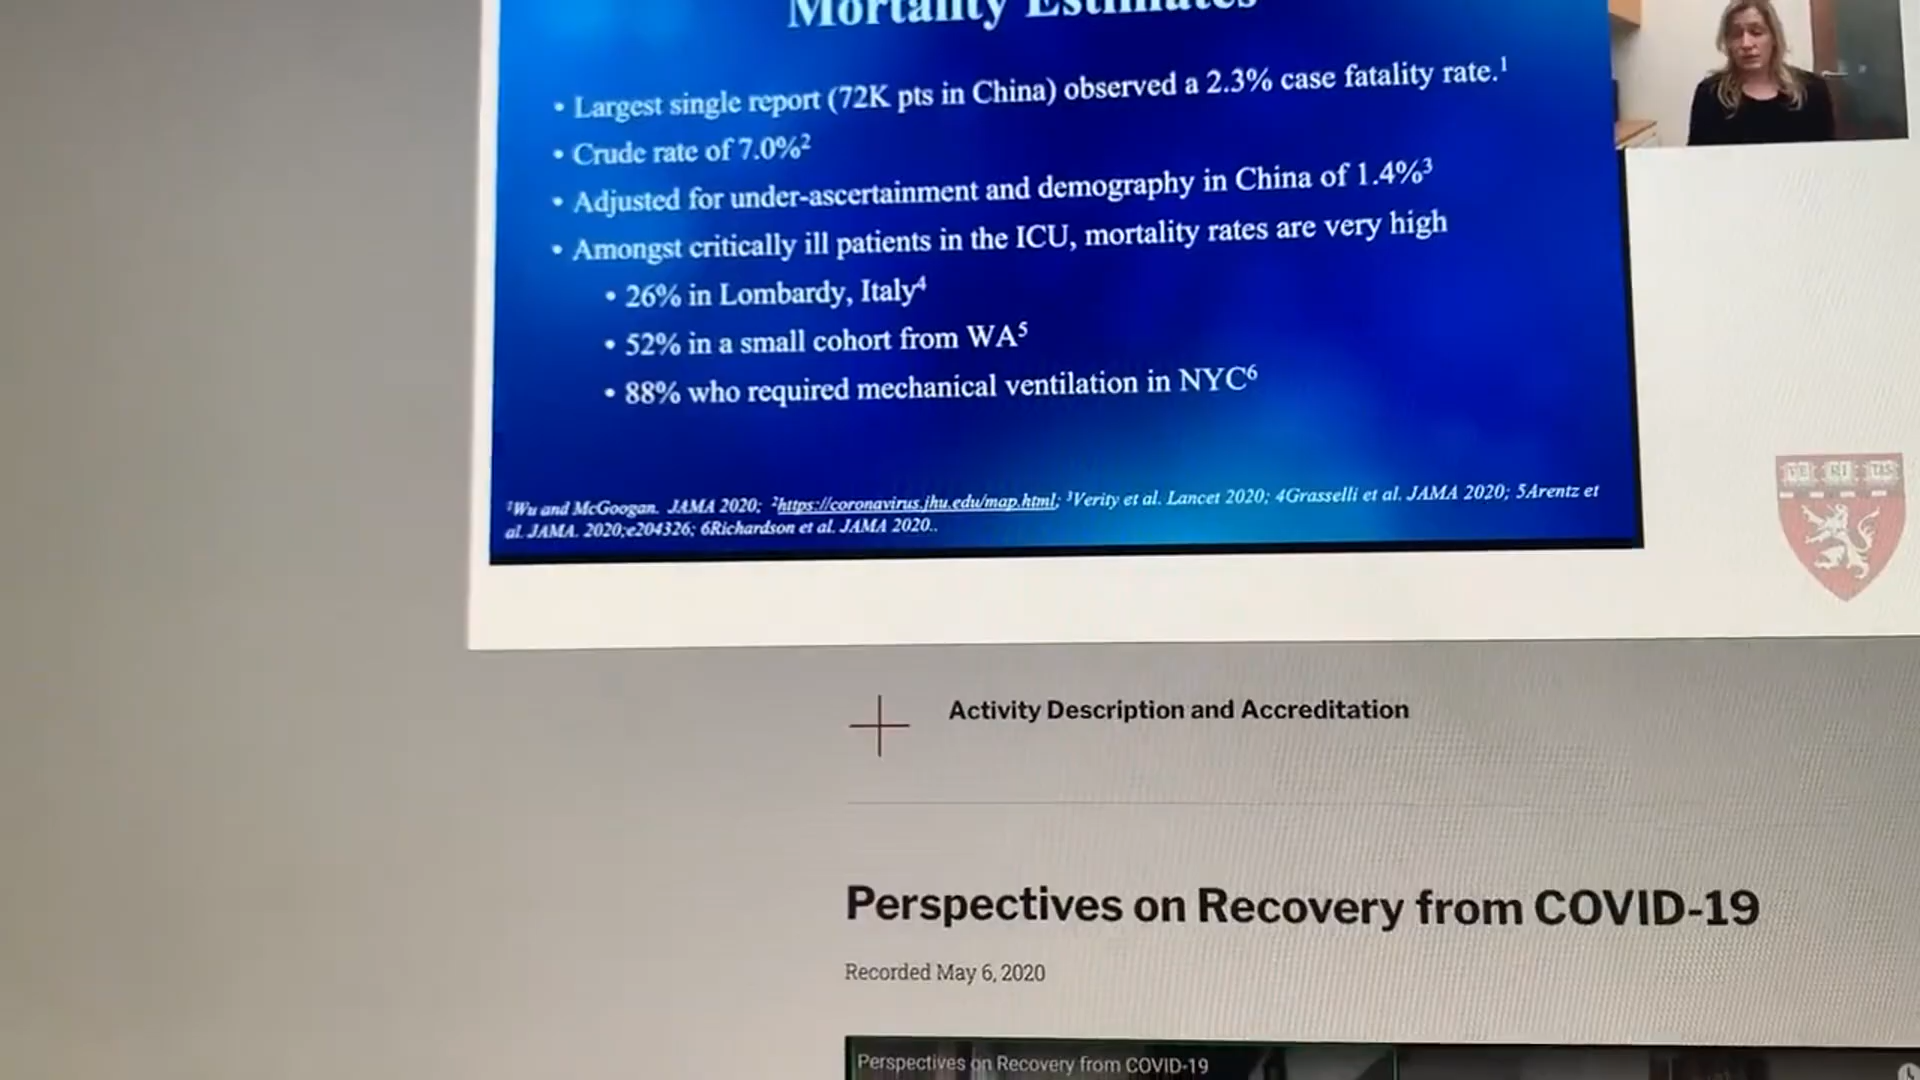 Mortality Estimates
• Largest single report (72K pts in China) observed a 2.3% case fatality rate.¹
• Crude rate of 7.0%²
• Adjusted for under-ascertainment and demography in China of 1.4%³
• Amongst critically ill patients in the ICU, mortality rates are very high
• 26% in Lombardy, Italy⁴
• 52% in a small cohort from WA⁵
• 88% who required mechanical ventilation in NYC⁶
¹Wu and McGoogan. JAMA 2020; ²https://coronavirus.jhu.edu/map.html; ³Verity et al. Lancet 2020; 4Grasselli et al. JAMA 2020; 5Arentz et
al. JAMA. 2020;e204326; 6Richardson et al. JAMA 2020..
VE RI TAS
Activity Description and Accreditation
Perspectives on Recovery from COVID-19
Recorded May 6, 2020
Perspectives on Recovery from COVID-19